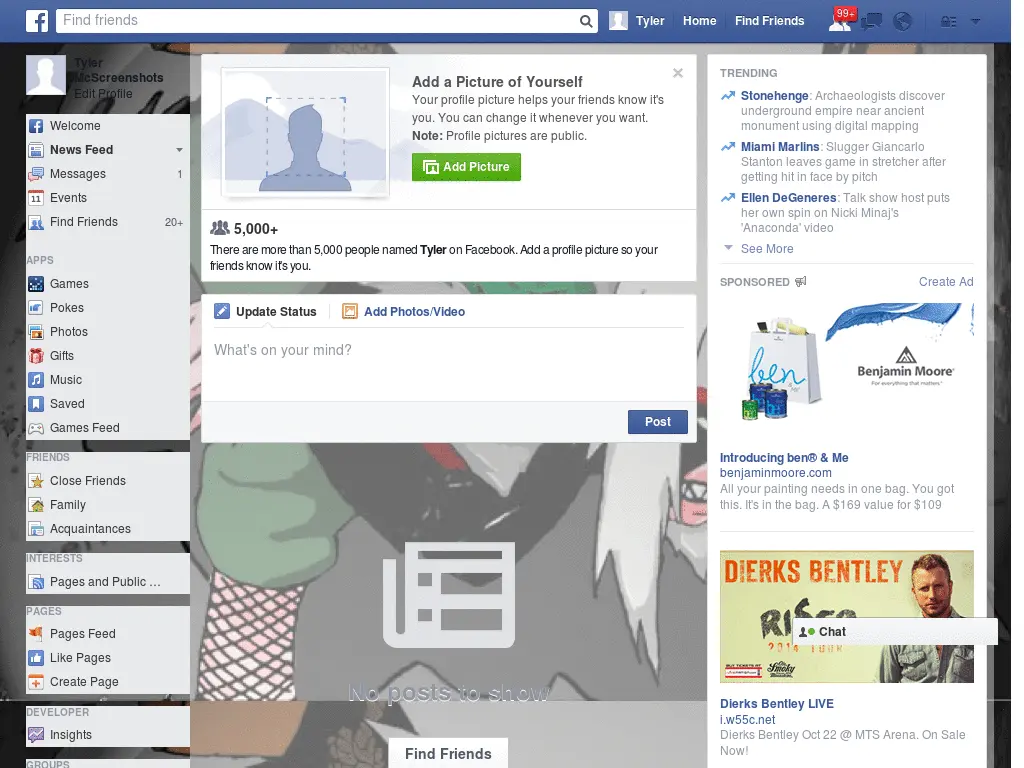 Find friends
Tyler
Home
Find Friends
99+
Tyler
McScreenshots
Edit Profile
Welcome
News Feed
Messages 1
11 Events
Find Friends 20+
APPS
Games
Pokes
Photos
Gifts
Music
Saved
Games Feed
FRIENDS
Close Friends
Family
Acquaintances
INTERESTS
Pages and Public ...
PAGES
Pages Feed
Like Pages
Create Page
DEVELOPER
Insights
GROUPS
Add a Picture of Yourself
Your profile picture helps your friends know it's
you. You can change it whenever you want.
Note: Profile pictures are public.
Add Picture
5,000+
There are more than 5,000 people named Tyler on Facebook. Add a profile picture so your
friends know it's you.
Update Status
Add Photos/Video
What's on your mind?
Post
No posts to show
Find Friends
TRENDING
Stonehenge: Archaeologists discover
underground empire near ancient
monument using digital mapping
Miami Marlins: Slugger Giancarlo
Stanton leaves game in stretcher after
getting hit in face by pitch
Ellen DeGeneres: Talk show host puts
her own spin on Nicki Minaj's
'Anaconda' video
See More
SPONSORED
Create Ad
ben
Benjamin Moore®
For everything that matters.®
Introducing ben® & Me
benjaminmoore.com
All your painting needs in one bag. You got
this. It's in the bag. A $169 value for $109
DIERKS BENTLEY
2014 TOUR
Smoky
Mountain
Chat
Dierks Bentley LIVE
i.w55c.net
Dierks Bentley Oct 22 @ MTS Arena. On Sale
Now!